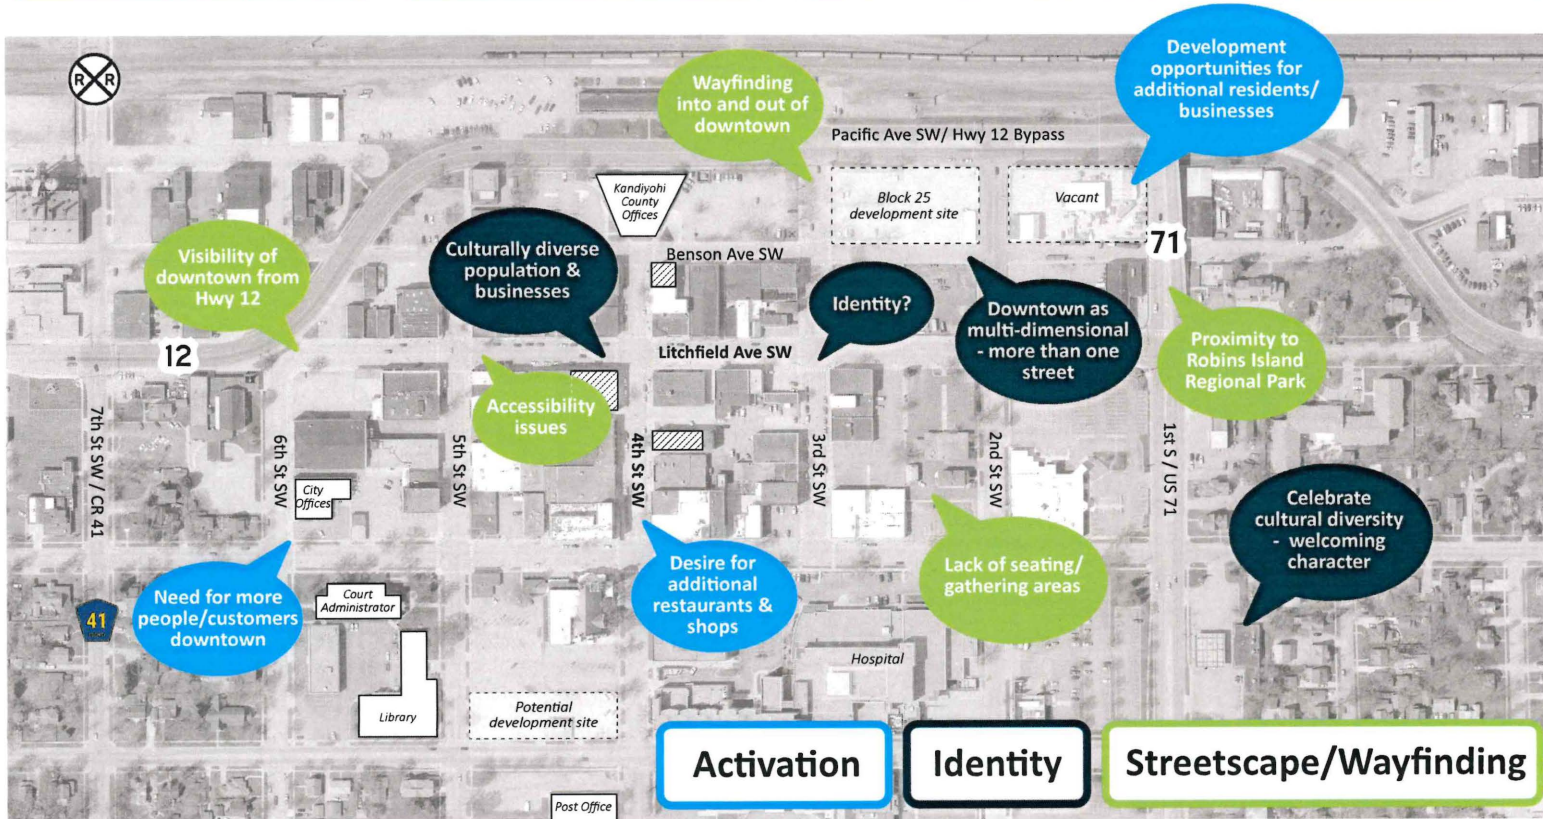 R R
Development
opportunities for
additional residents/
businesses
Wayfinding
into and out of
downtown
Pacific Ave SW/ Hwy 12 Bypass
Kandiyohi
County
Offices
Block 25
development site
Vacant
71
Visibility of
downtown from
Hwy 12
Culturally diverse
population &
businesses
Benson Ave SW
Identity?
Downtown as
multi-dimensional
- more than one
street
Proximity to
Robins Island
Regional Park
12
Litchfield Ave SW
Accessibility
issues
7th St SW / CR 41
6th St SW
5th St SW
4th St SW
3rd St SW
2nd St SW
1st S / US 71
City
Offices
Celebrate
cultural diversity
- welcoming
character
Need for more
people/customers
downtown
Desire for
additional
restaurants &
shops
Lack of seating/
gathering areas
41
Court
Administrator
Hospital
Library
Potential
development site
Post Office
Activation
Identity
Streetscape/Wayfinding